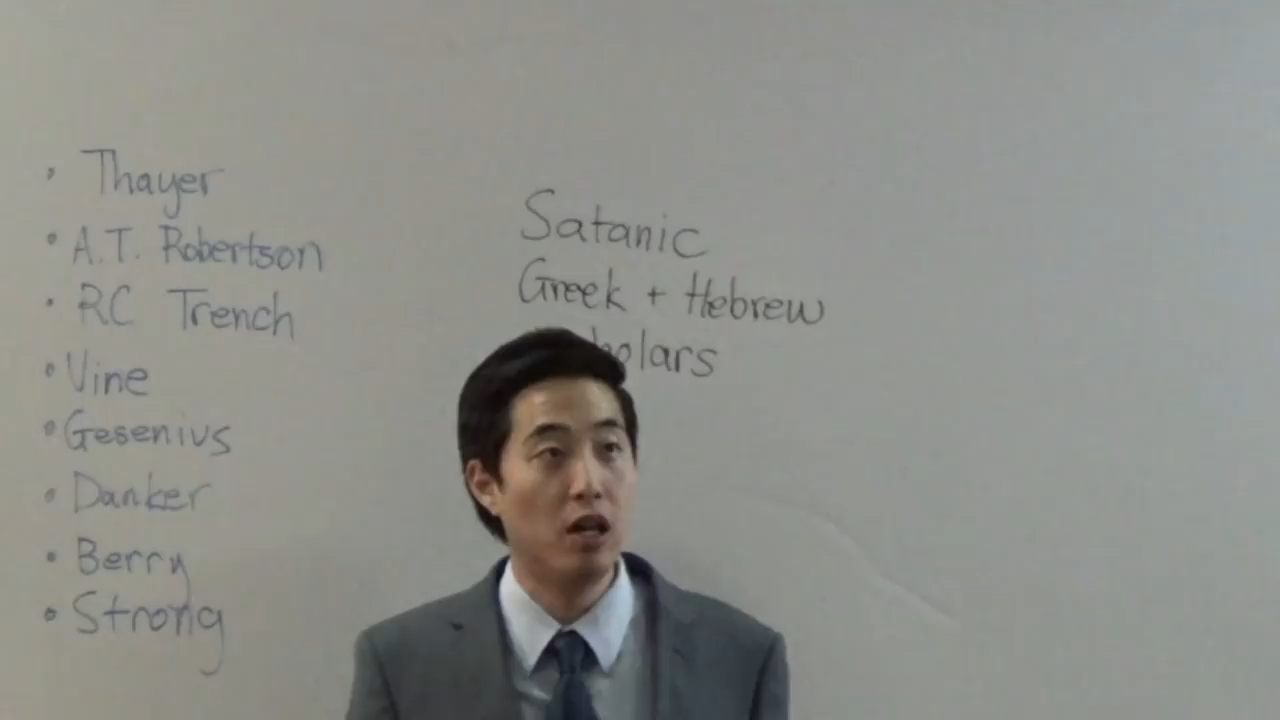 • Thayer
• A.T. Robertson
• RC Trench
• Vine
• Gesenius
• Danker
• Berry
• Strong
Satanic
Greek + Hebrew